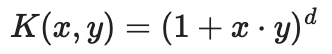 K(x, y) = (1 + x · y)^d